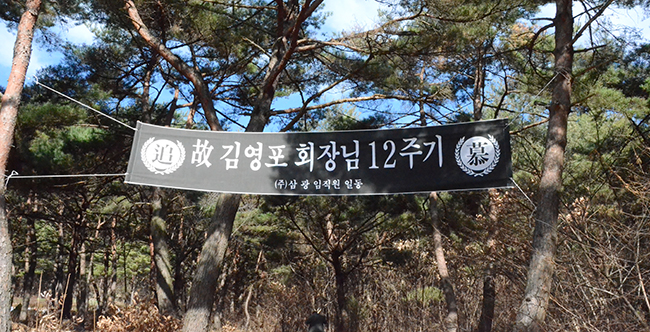 追 故 김영포 회장님 12주기 慕
(주)삼 광 임직원 일동